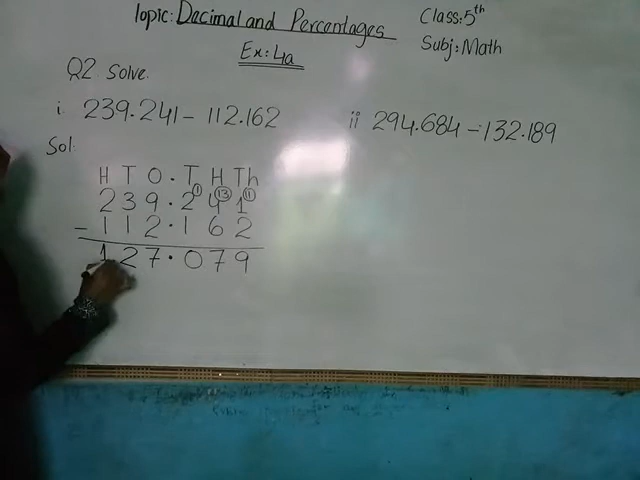 Topic: Decimal and Percentages
Class: 5th
Subj: Math
Ex: 4a
Q2 Solve.
i. 239.241 - 112.162
ii 294.684 - 132.189
Sol:
H T O . T H Th
1 13 11
2 3 9 . 2 4 1
- 1 1 2 . 1 6 2
1 2 7 . 0 7 9